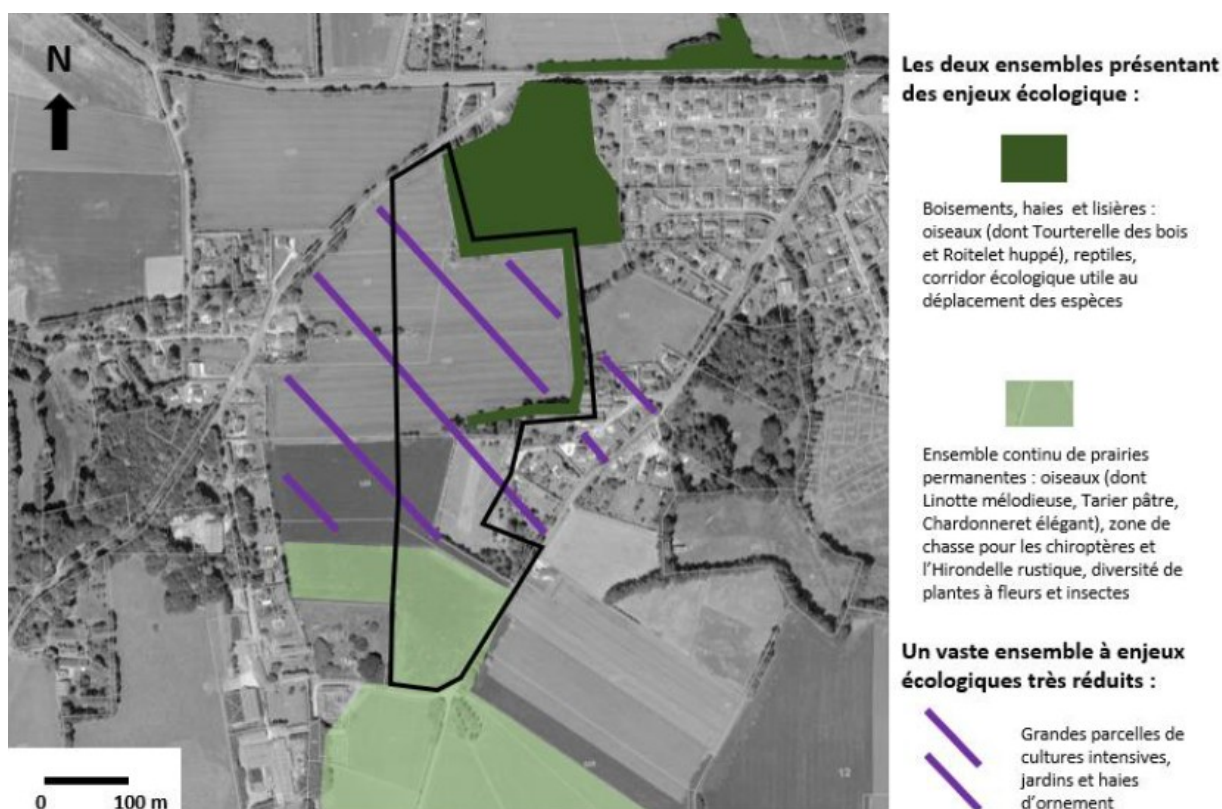 N
0 100 m
12
Les deux ensembles présentant
des enjeux écologique :
Boisements, haies et lisières :
oiseaux (dont Tourterelle des bois
et Roitelet huppé), reptiles,
corridor écologique utile au
déplacement des espèces
Ensemble continu de prairies
permanentes : oiseaux (dont
Linotte mélodieuse, Tarier pâtre,
Chardonneret élégant), zone de
chasse pour les chiroptères et
l’Hirondelle rustique, diversité de
plantes à fleurs et insectes
Un vaste ensemble à enjeux
écologiques très réduits :
Grandes parcelles de
cultures intensives,
jardins et haies
d’ornement